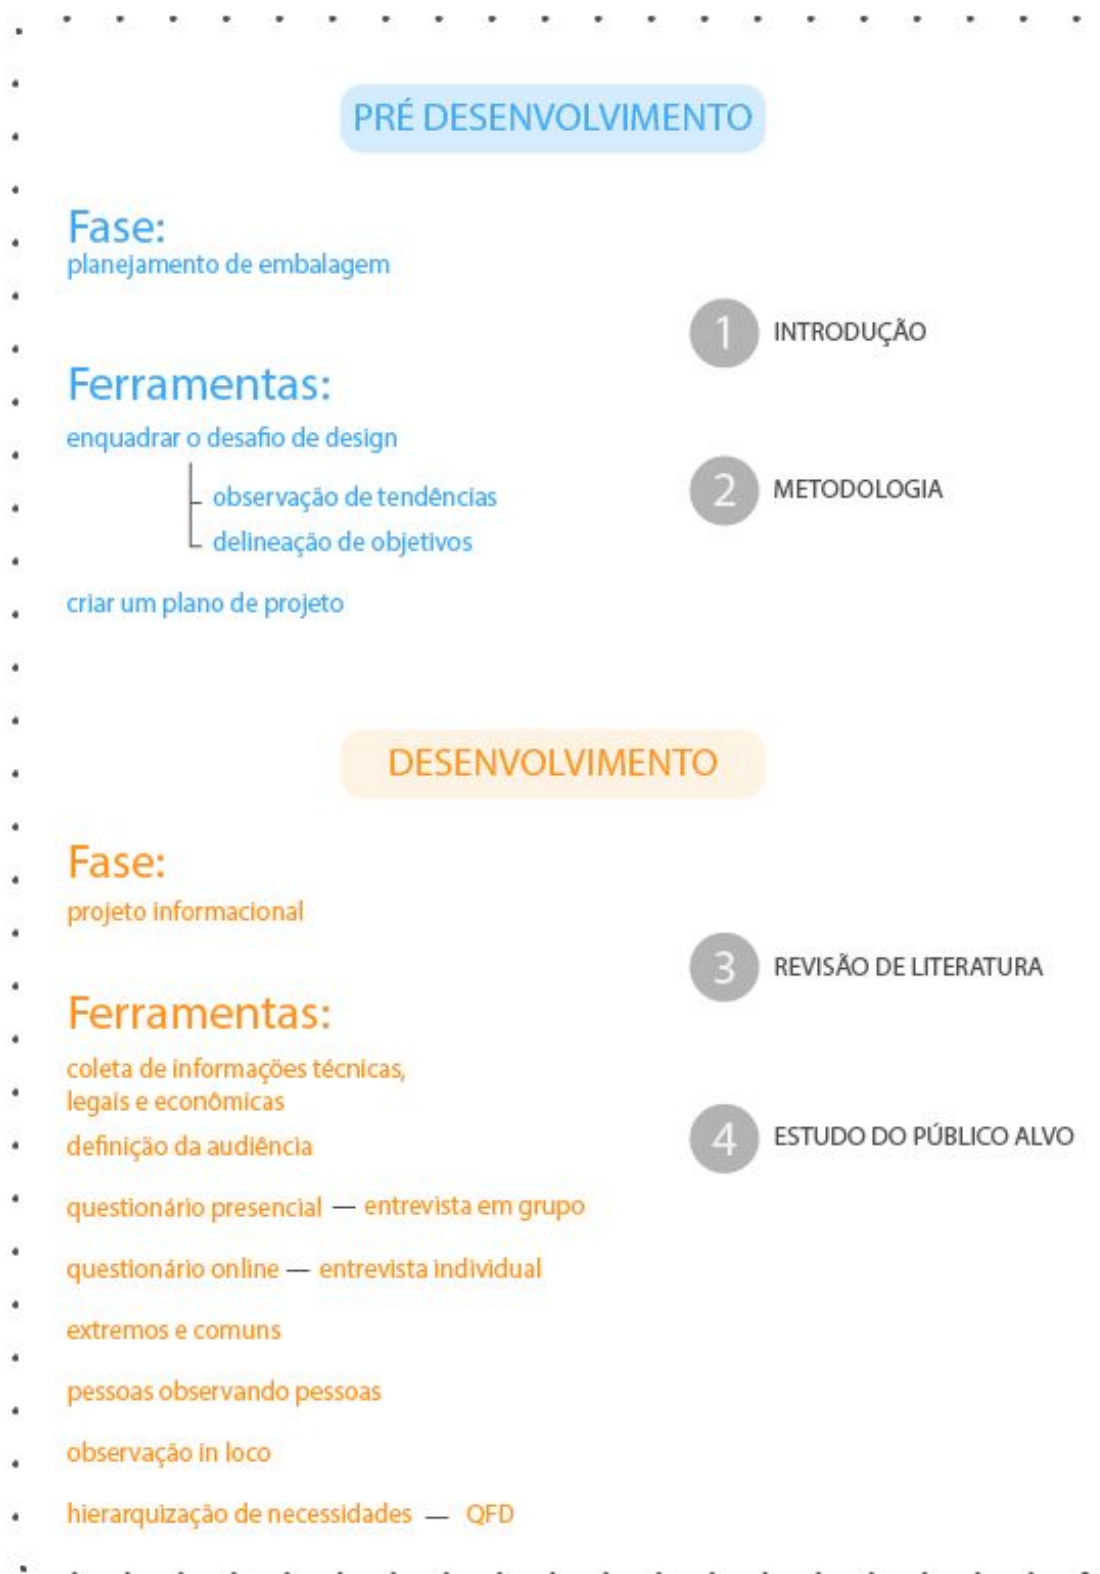 PRÉ DESENVOLVIMENTO
Fase:
planejamento de embalagem
1 INTRODUÇÃO
Ferramentas:
enquadrar o desafio de design
2 METODOLOGIA
observação de tendências
delineação de objetivos
criar um plano de projeto
DESENVOLVIMENTO
Fase:
projeto informacional
3 REVISÃO DE LITERATURA
Ferramentas:
coleta de informações técnicas,
legais e econômicas
4 ESTUDO DO PÚBLICO ALVO
definição da audiência
questionário presencial — entrevista em grupo
questionário online — entrevista individual
extremos e comuns
pessoas observando pessoas
observação in loco
hierarquização de necessidades — QFD